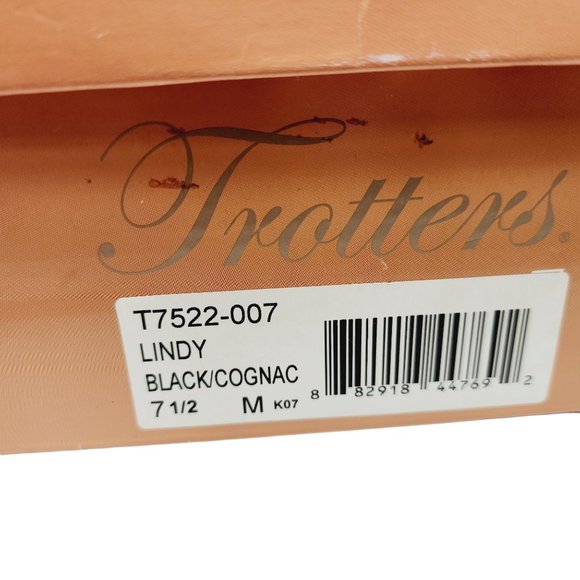 Trotters®
T7522-007
LINDY
BLACK/COGNAC
7 1/2 M K07
8 82918 44769 2